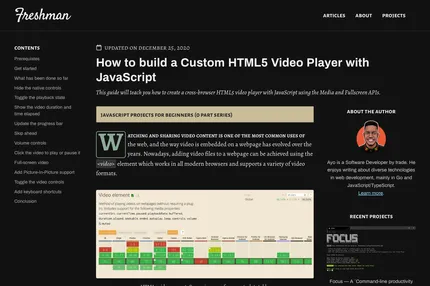 Freshman
ARTICLES ABOUT PROJECTS
CONTENTS
Prerequisites
Get started
What has been done so far
Hide the native controls
Toggle the playback state
Show the video duration and time elapsed
Update the progress bar
Skip ahead
Volume controls
Click the video to play or pause it
Full-screen video
Add Picture-in-Picture support
Toggle the video controls
Add keyboard shortcuts
Conclusion
UPDATED ON DECEMBER 25, 2020
How to build a Custom HTML5 Video Player with
JavaScript
This guide will teach you how to create a cross-browser HTML5 video player with JavaScript using the Media and Fullscreen APIs.
JAVASCRIPT PROJECTS FOR BEGINNERS
WATCHING AND SHARING VIDEO CONTENT IS ONE OF THE MOST COMMON USES OF
the web, and the way video is embedded on a webpage has evolved over the
years. Nowadays, adding video files to a webpage can be achieved using the
<video> element which works in all modern browsers and supports a variety of video
formats.
Video element
ABOUT THE AUTHOR
Ayo is a Software Developer by trade. He
enjoys writing about diverse technologies
in web development, mainly in Go and
JavaScript/TypeScript.
Learn more
RECENT PROJECTS
FOCUS
Focus — A Command-line productivity